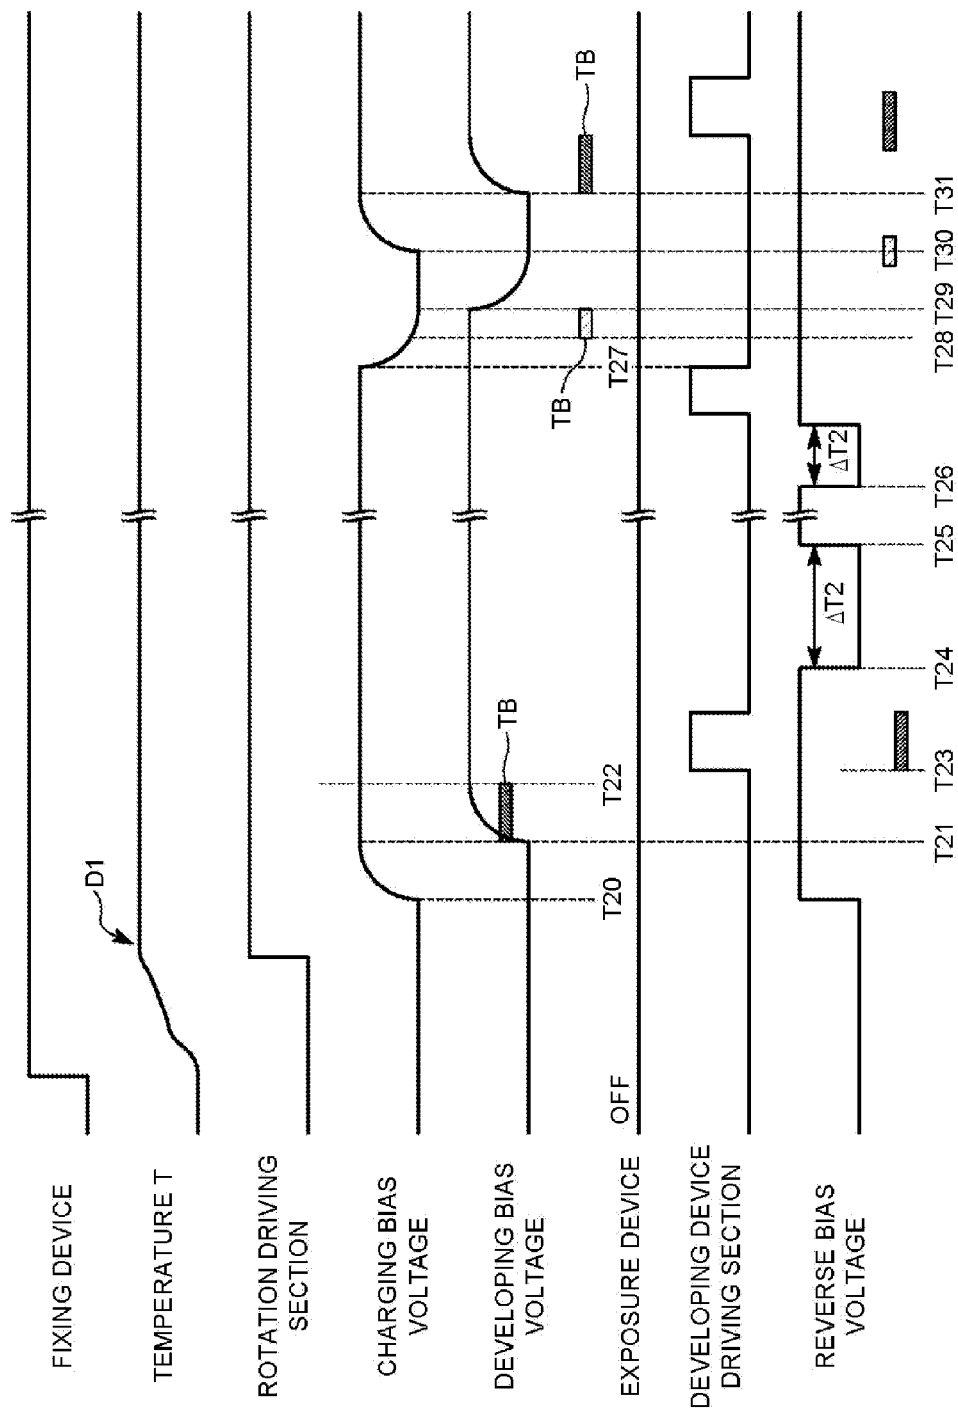 FIXING DEVICE
TEMPERATURE T
D1
ROTATION DRIVING
SECTION
CHARGING BIAS
VOLTAGE
DEVELOPING BIAS
VOLTAGE
TB
TB
TB
T20
T22
T27
EXPOSURE DEVICE
OFF
DEVELOPING DEVICE
DRIVING SECTION
REVERSE BIAS
VOLTAGE
ΔT2
ΔT2
T21
T23
T24
T25
T26
T28
T29
T30
T31